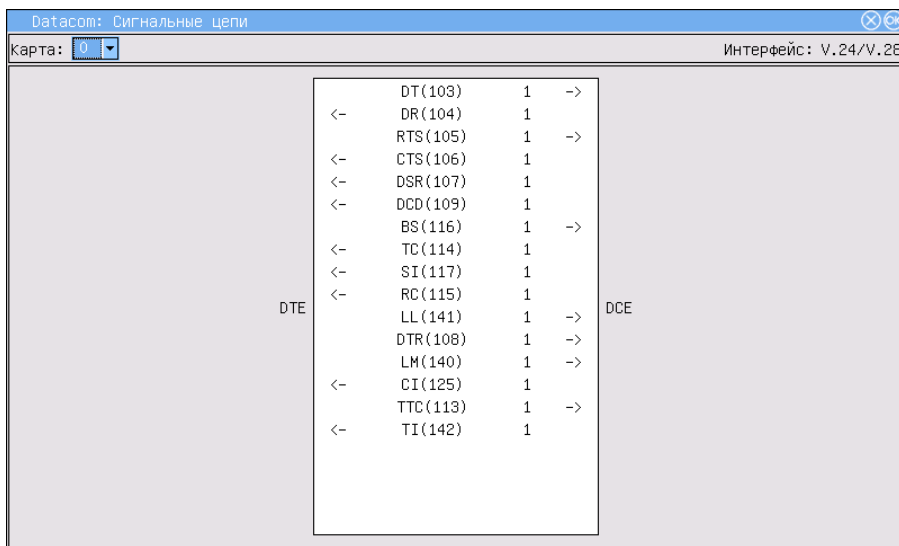 Datacom: Сигнальные цепи
Карта: 0 Интерфейс: V.24/V.28
DT(103) 1 ->
<- DR(104) 1
RTS(105) 1 ->
<- CTS(106) 1
<- DSR(107) 1
<- DCD(109) 1
BS(116) 1 ->
<- TC(114) 1
<- SI(117) 1
<- RC(115) 1
DTE DCE
LL(141) 1 ->
DTR(108) 1 ->
LM(140) 1 ->
<- CI(125) 1
TTC(113) 1 ->
<- TI(142) 1